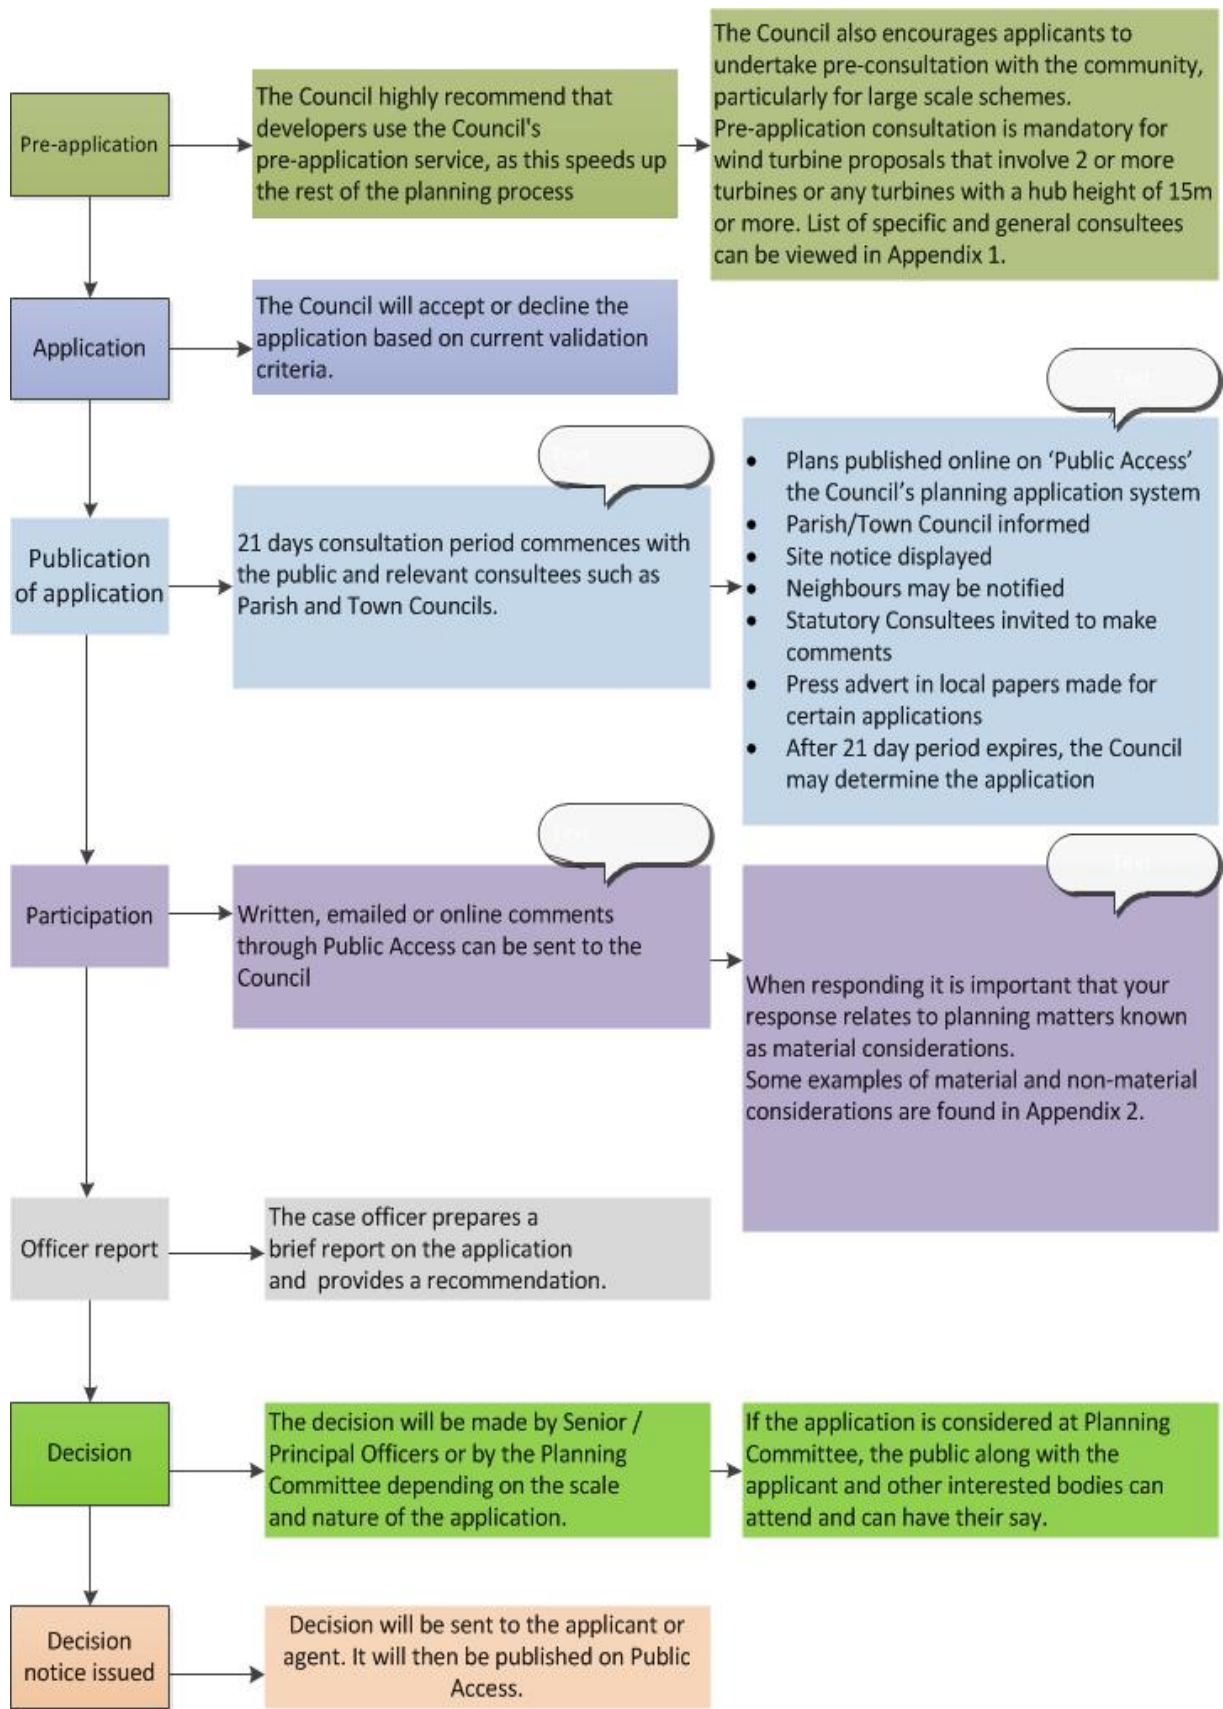 Pre-application
The Council highly recommend that
developers use the Council's
pre-application service, as this speeds up
the rest of the planning process
The Council also encourages applicants to
undertake pre-consultation with the community,
particularly for large scale schemes.
Pre-application consultation is mandatory for
wind turbine proposals that involve 2 or more
turbines or any turbines with a hub height of 15m
or more. List of specific and general consultees
can be viewed in Appendix 1.
Application
The Council will accept or decline the
application based on current validation
criteria.
Publication
of application
Text
21 days consultation period commences with
the public and relevant consultees such as
Parish and Town Councils.
Text
• Plans published online on ‘Public Access’
the Council’s planning application system
• Parish/Town Council informed
• Site notice displayed
• Neighbours may be notified
• Statutory Consultees invited to make
comments
• Press advert in local papers made for
certain applications
• After 21 day period expires, the Council
may determine the application
Participation
Text
Written, emailed or online comments
through Public Access can be sent to the
Council
Text
When responding it is important that your
response relates to planning matters known
as material considerations.
Some examples of material and non-material
considerations are found in Appendix 2.
Officer report
The case officer prepares a
brief report on the application
and provides a recommendation.
Decision
The decision will be made by Senior /
Principal Officers or by the Planning
Committee depending on the scale
and nature of the application.
If the application is considered at Planning
Committee, the public along with the
applicant and other interested bodies can
attend and can have their say.
Decision
notice issued
Decision will be sent to the applicant or
agent. It will then be published on Public
Access.